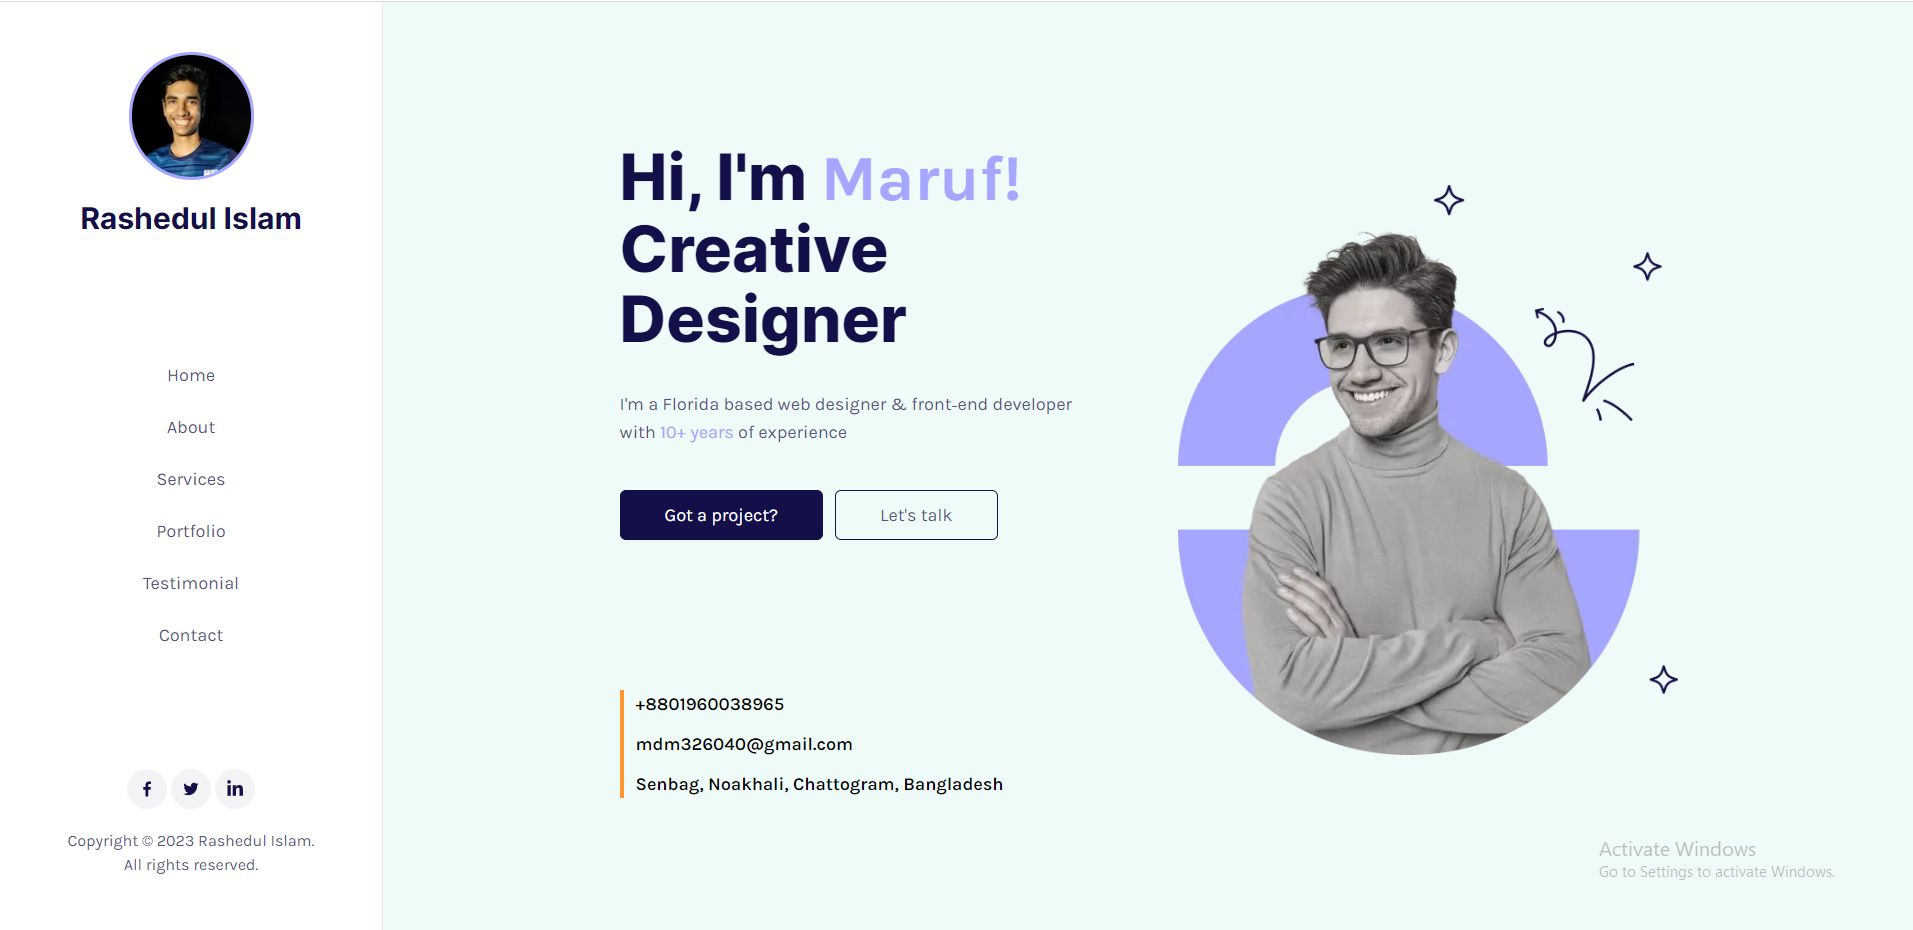 Rashedul Islam
Home
About
Services
Portfolio
Testimonial
Contact
Copyright © 2023 Rashedul Islam.
All rights reserved.
Hi, I'm Maruf!
Creative
Designer
I'm a Florida based web designer & front-end developer
with 10+ years of experience
Got a project?
Let's talk
+8801960038965
mdm326040@gmail.com
Senbag, Noakhali, Chattogram, Bangladesh
Activate Windows
Go to Settings to activate Windows.